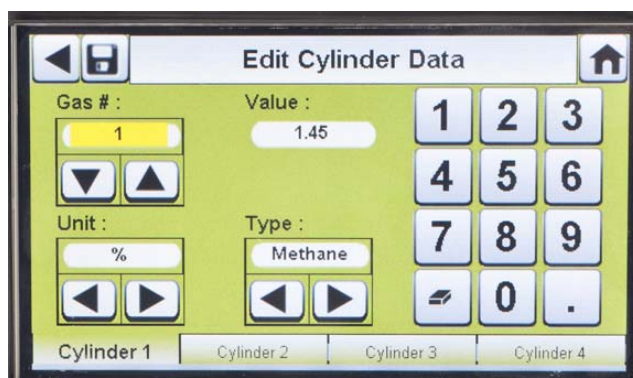 Edit Cylinder Data
Gas # :
1
Value :
1.45
Unit :
%
Type :
Methane
1 2 3
4 5 6
7 8 9
0 .
Cylinder 1 Cylinder 2 Cylinder 3 Cylinder 4